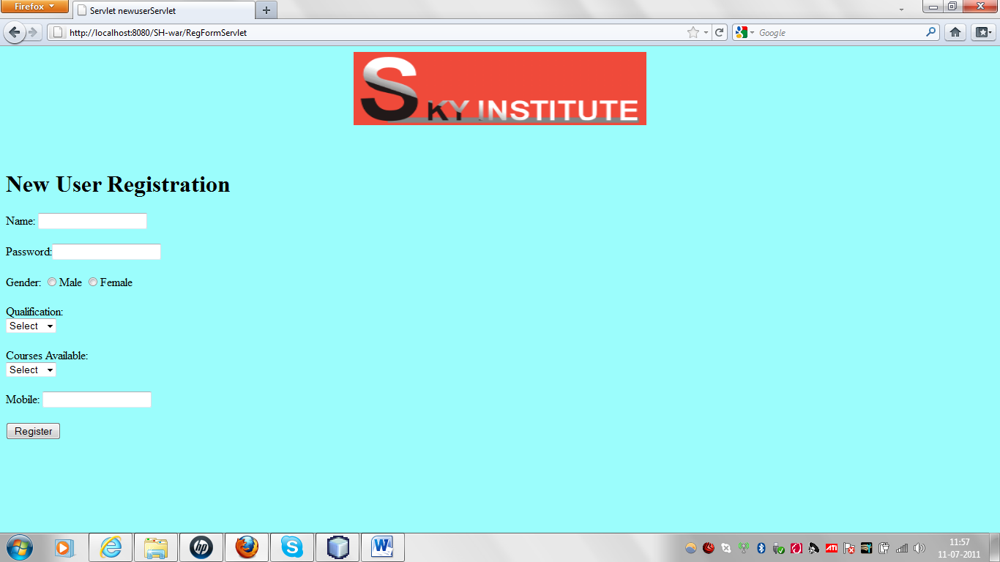 Firefox
Servlet newuserServlet
http://localhost:8080/SH-war/RegFormServlet
Google
SKY INSTITUTE
New User Registration
Name:
Password:
Gender: Male Female
Qualification:
Select
Courses Available:
Select
Mobile:
Register
hp
W
ATI
11:57
11-07-2011